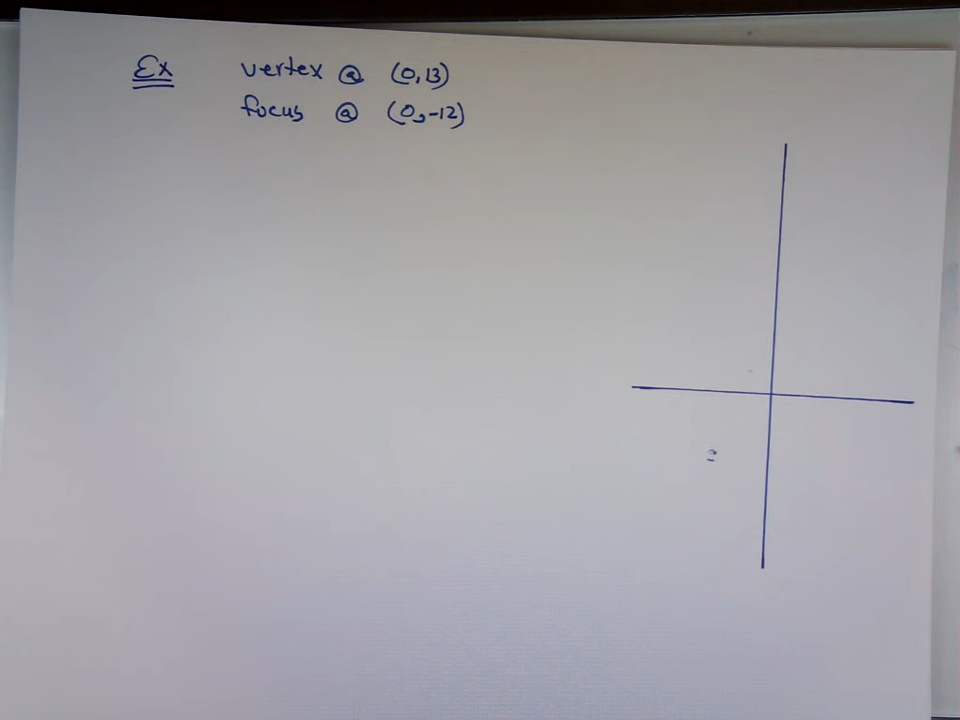 Ex vertex @ (0,13)
focus @ (0,-12)